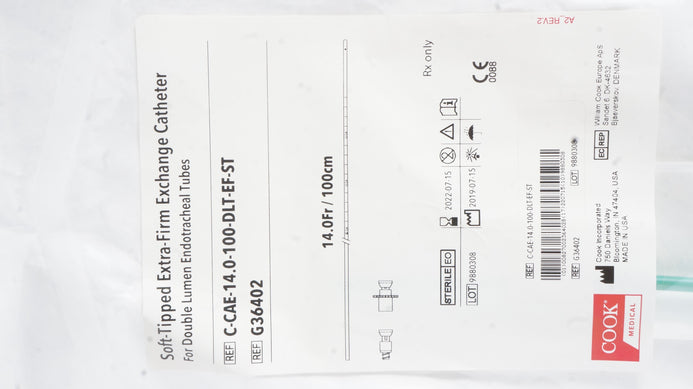 Soft-Tipped Extra-Firm Exchange Catheter
For Double Lumen Endotracheal Tubes
REF C-CAE-14.0-100-DLT-EF-ST
REF G36402
14.0Fr / 100cm
Rx only
CE
0088
STERILE EO
2022-07-15
LOT 9880308
2019-07-15
REF C-CAE-14.0-100-DLT-EF-ST
REF G36402
LOT 9880308
COOK®
MEDICAL
Cook Incorporated
750 Daniels Way
Bloomington, IN 47404, USA
MADE IN USA
EC REP
William Cook Europe ApS
Sandet 6, DK-4632
Bjaeverskov, DENMARK
A2_REV.2